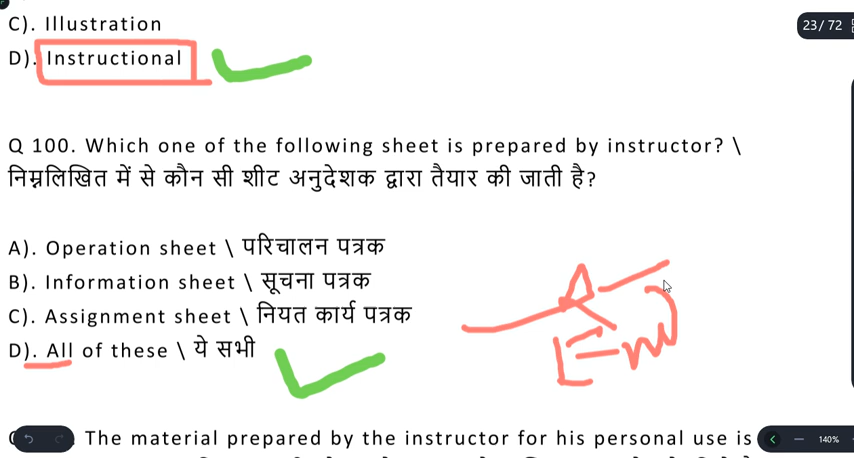 C). Illustration
23/ 72
D). Instructional
Q 100. Which one of the following sheet is prepared by instructor? \
निम्नलिखित में से कौन सी शीट अनुदेशक द्वारा तैयार की जाती है?
A). Operation sheet \ परिचालन पत्रक
B). Information sheet \ सूचना पत्रक
C). Assignment sheet \ नियत कार्य पत्रक
D). All of these \ ये सभी
End
The material prepared by the instructor for his personal use is
140%